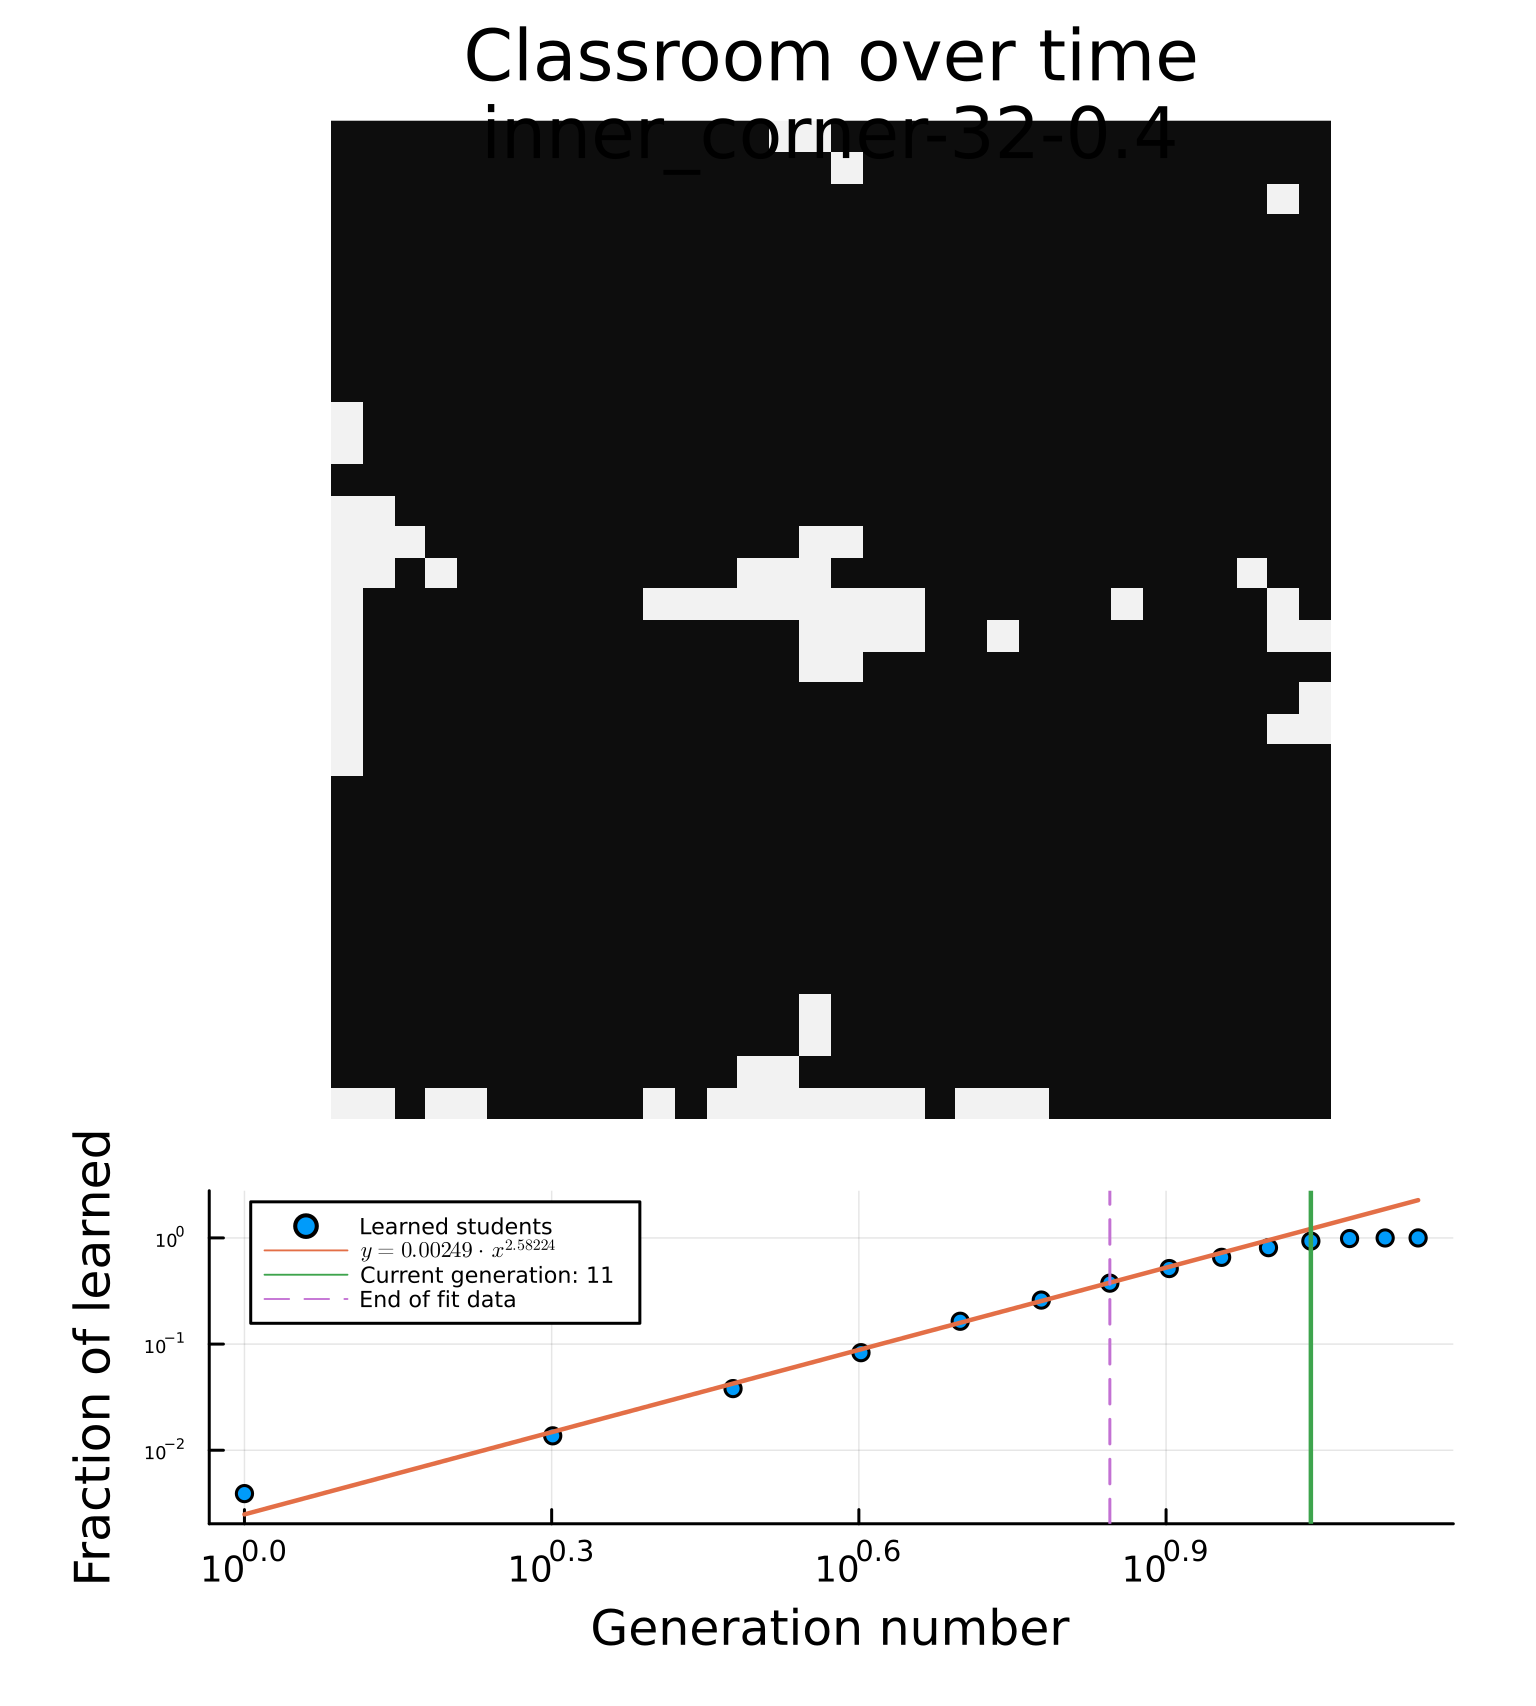 Classroom over time
inner_corner-32-0.4
Fraction of learned
10^0
10^−1
10^−2
Learned students
y = 0.00249 · x^2.58224
Current generation: 11
End of fit data
10^0.0 10^0.3 10^0.6 10^0.9
Generation number